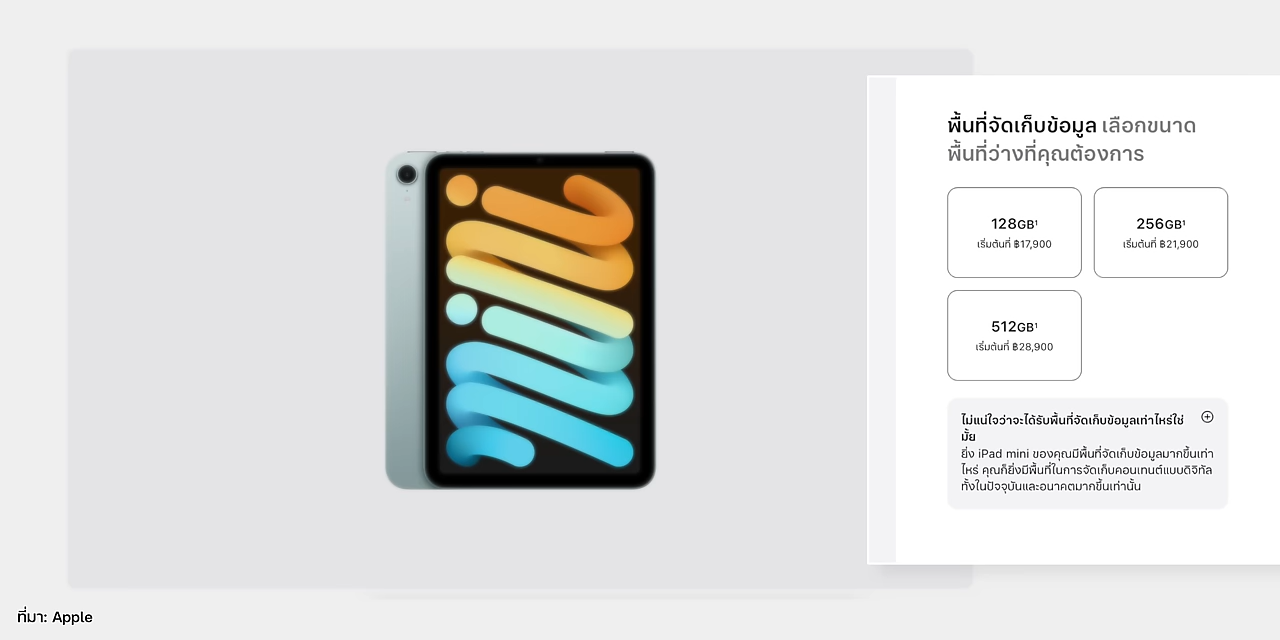 พื้นที่จัดเก็บข้อมูล เลือกขนาด
พื้นที่ว่างที่คุณต้องการ
128GB¹
เริ่มต้นที่ ฿17,900
256GB¹
เริ่มต้นที่ ฿21,900
512GB¹
เริ่มต้นที่ ฿28,900
ไม่แน่ใจว่าจะได้รับพื้นที่จัดเก็บข้อมูลเท่าไหร่ใช่
มั้ย
ยิ่ง iPad mini ของคุณมีพื้นที่จัดเก็บข้อมูลมากขึ้นเท่า
ไหร่ คุณก็ยิ่งมีพื้นที่ในการจัดเก็บคอนเทนต์แบบดิจิทัล
ทั้งในปัจจุบันและอนาคตมากขึ้นเท่านั้น
ที่มา: Apple